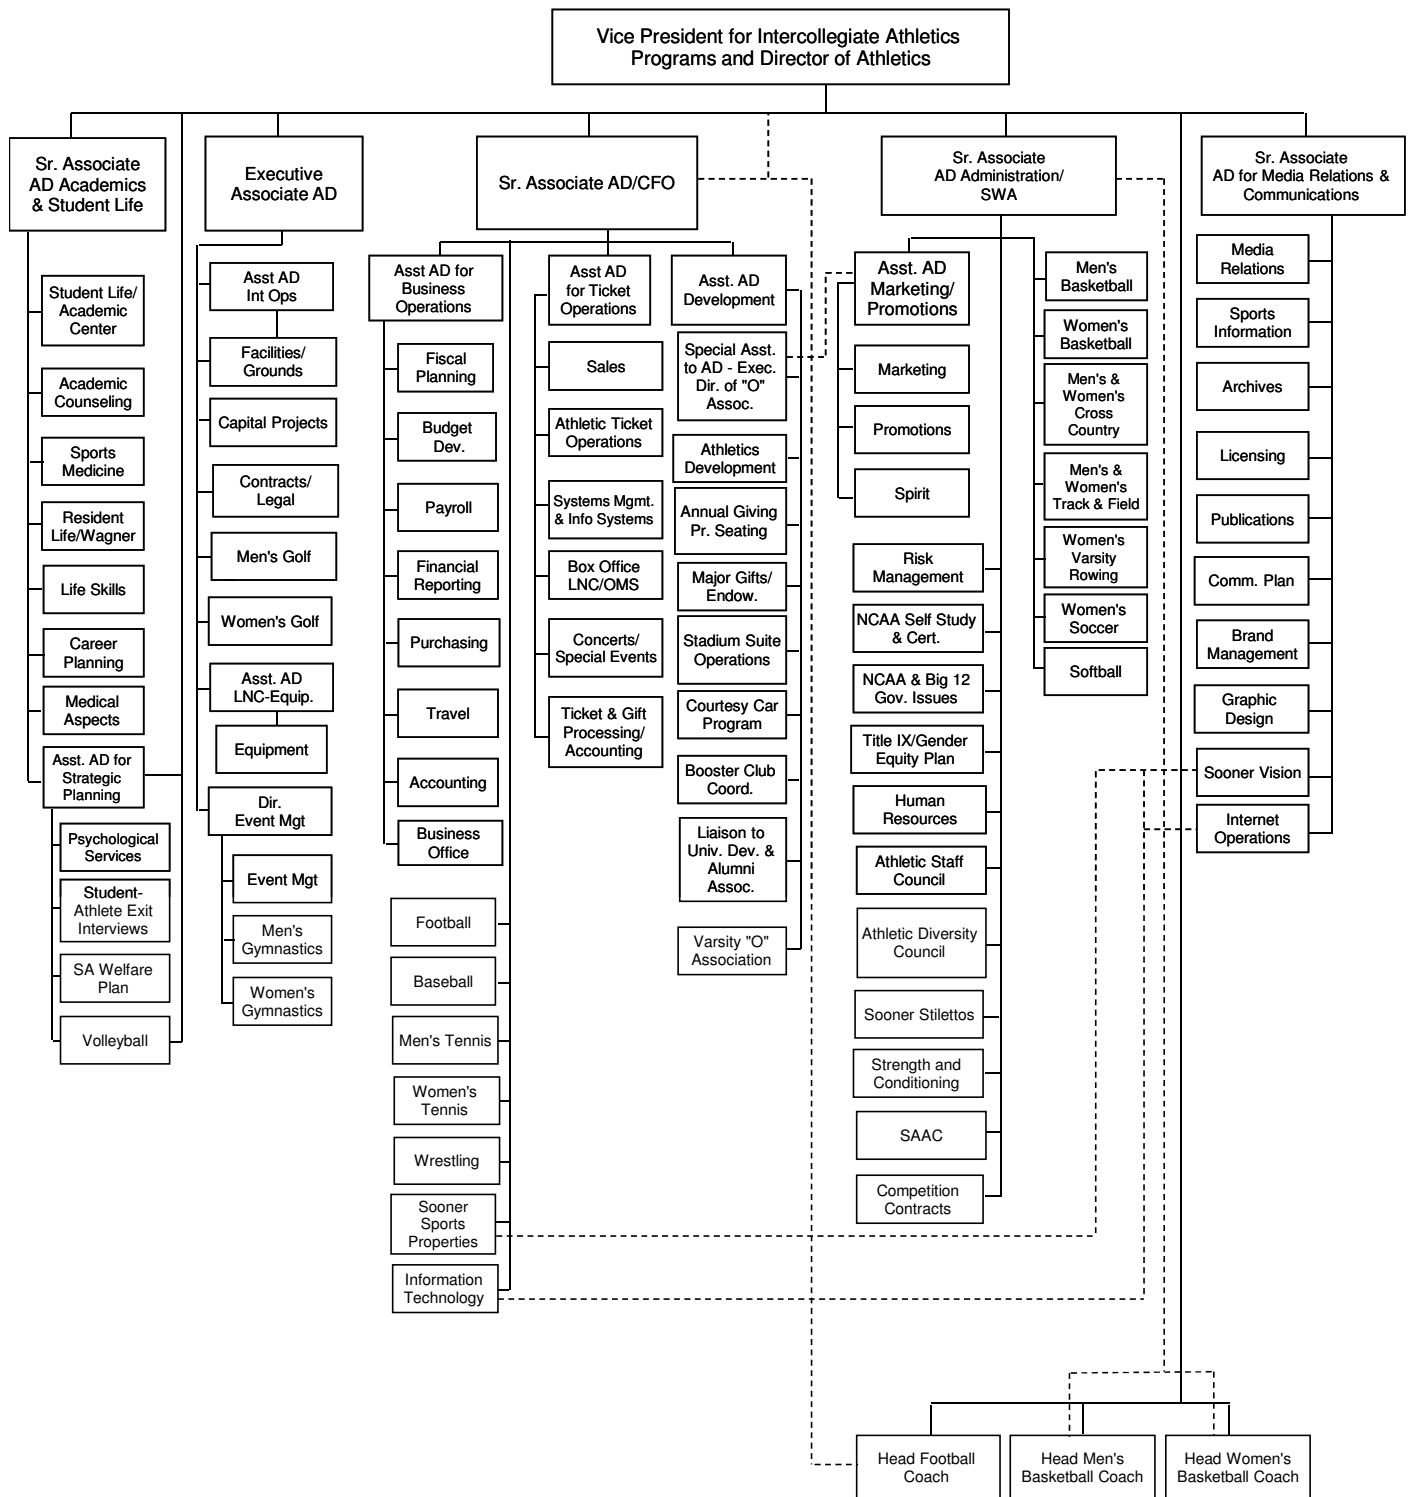 Vice President for Intercollegiate Athletics
Programs and Director of Athletics
Sr. Associate
AD Academics
& Student Life
Executive
Associate AD
Sr. Associate AD/CFO
Sr. Associate
AD Administration/
SWA
Sr. Associate
AD for Media Relations &
Communications
Student Life/
Academic
Center
Academic
Counseling
Sports
Medicine
Resident
Life/Wagner
Life Skills
Career
Planning
Medical
Aspects
Asst. AD for
Strategic
Planning
Psychological
Services
Student-
Athlete Exit
Interviews
SA Welfare
Plan
Volleyball
Asst AD
Int Ops
Facilities/
Grounds
Capital Projects
Contracts/
Legal
Men's Golf
Women's Golf
Asst. AD
LNC-Equip.
Equipment
Dir.
Event Mgt
Event Mgt
Men's
Gymnastics
Women's
Gymnastics
Asst AD for
Business
Operations
Fiscal
Planning
Budget
Dev.
Payroll
Financial
Reporting
Purchasing
Travel
Accounting
Business
Office
Football
Baseball
Men's Tennis
Women's
Tennis
Wrestling
Sooner
Sports
Properties
Information
Technology
Asst AD
for Ticket
Operations
Sales
Athletic Ticket
Operations
Systems Mgmt.
& Info Systems
Box Office
LNC/OMS
Concerts/
Special Events
Ticket & Gift
Processing/
Accounting
Asst. AD
Development
Special Asst.
to AD - Exec.
Dir. of "O"
Assoc.
Athletics
Development
Annual Giving
Pr. Seating
Major Gifts/
Endow.
Stadium Suite
Operations
Courtesy Car
Program
Booster Club
Coord.
Liaison to
Univ. Dev. &
Alumni
Assoc.
Varsity "O"
Association
Asst. AD
Marketing/
Promotions
Marketing
Promotions
Spirit
Risk
Management
NCAA Self Study
& Cert.
NCAA & Big 12
Gov. Issues
Title IX/Gender
Equity Plan
Human
Resources
Athletic Staff
Council
Athletic Diversity
Council
Sooner Stilettos
Strength and
Conditioning
SAAC
Competition
Contracts
Men's
Basketball
Women's
Basketball
Men's &
Women's
Cross
Country
Men's &
Women's
Track & Field
Women's
Varsity
Rowing
Women's
Soccer
Softball
Media
Relations
Sports
Information
Archives
Licensing
Publications
Comm. Plan
Brand
Management
Graphic
Design
Sooner Vision
Internet
Operations
Head Football
Coach
Head Men's
Basketball Coach
Head Women's
Basketball Coach